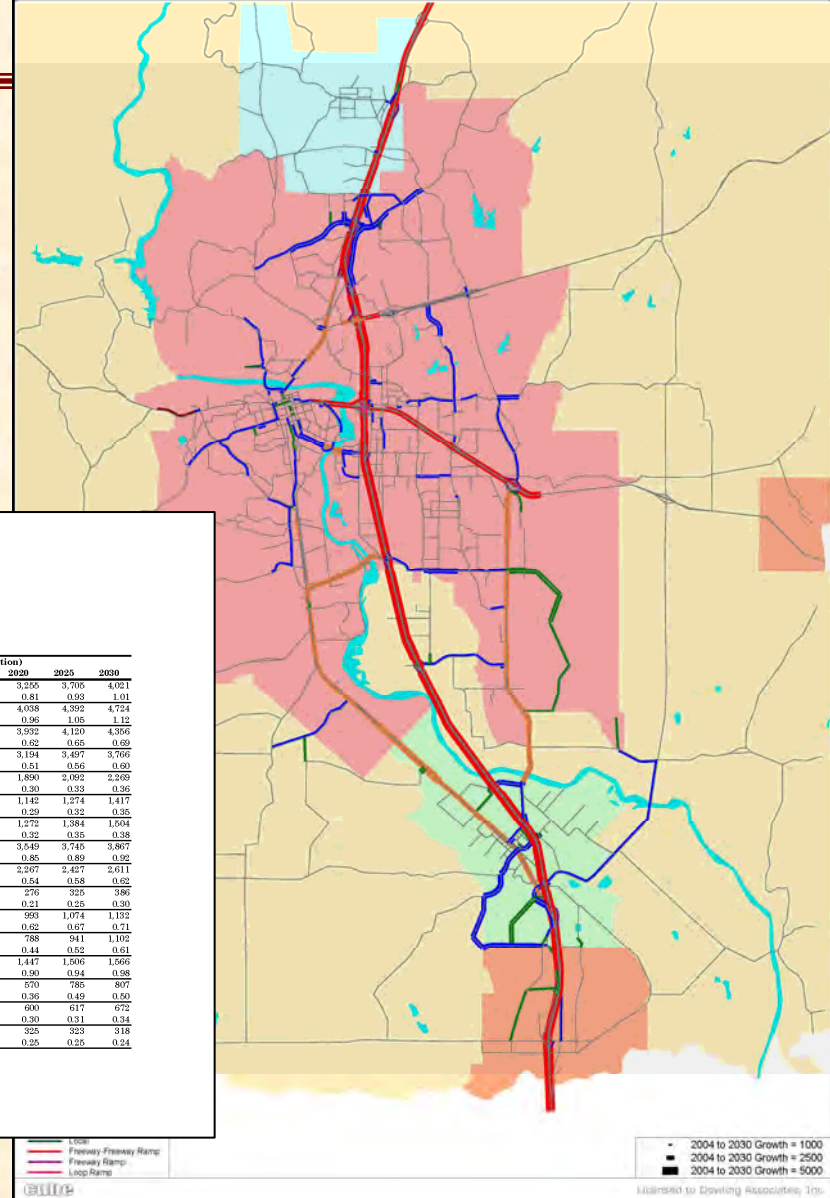 tion)
2020 2025 2030
3,255 3,705 4,021
0.81 0.93 1.01
4,038 4,392 4,724
0.96 1.05 1.12
3,932 4,120 4,356
0.62 0.65 0.69
3,194 3,497 3,766
0.51 0.56 0.60
1,890 2,092 2,269
0.30 0.33 0.36
1,142 1,274 1,417
0.29 0.32 0.35
1,272 1,384 1,504
0.32 0.35 0.38
3,549 3,745 3,867
0.85 0.89 0.92
2,267 2,427 2,611
0.54 0.58 0.62
276 325 386
0.21 0.25 0.30
993 1,074 1,132
0.62 0.67 0.71
788 941 1,102
0.44 0.52 0.61
1,447 1,506 1,566
0.90 0.94 0.98
570 785 807
0.36 0.49 0.50
600 617 672
0.30 0.31 0.34
325 323 318
0.25 0.25 0.24
Local
Freeway-Freeway Ramp
Freeway Ramp
Loop Ramp
2004 to 2030 Growth = 1000
2004 to 2030 Growth = 2500
2004 to 2030 Growth = 5000
cube
Licensed to Dowling Associates, Inc.